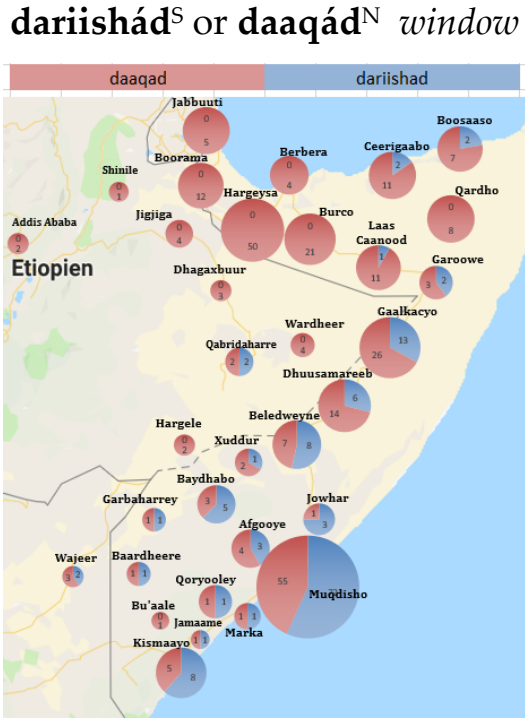 dariishádˢ or daaqádᴺ window
daaqad dariishad
Jabbuuti
0
5
Boosaaso
2
7
Ceerigaabo
2
11
Berbera
0
4
Boorama
0
12
Shinile
0
1
Hargeysa
0
50
Qardho
0
8
Burco
0
21
Jigjiga
0
4
Addis Ababa
0
2
Laas
Caanood
1
11
Garoowe
3 2
Etiopien
Dhagaxbuur
0
3
Gaalkacyo
13
26
Wardheer
0
4
Qabridaharre
2 2
Dhuusamareeb
6
14
Beledweyne
7 8
Hargele
0
2
Xuddur
1
2
Baydhabo
3
5
Garbaharrey
1 1
Jowhar
1
3
Afgooye
3
4
Muqdisho
55
Wajeer
3 2
Baardheere
1 1
Qoryooley
1 1
Bu'aale
0
1
Marka
1 1
Jamaame
1 1
Kismaayo
5
8